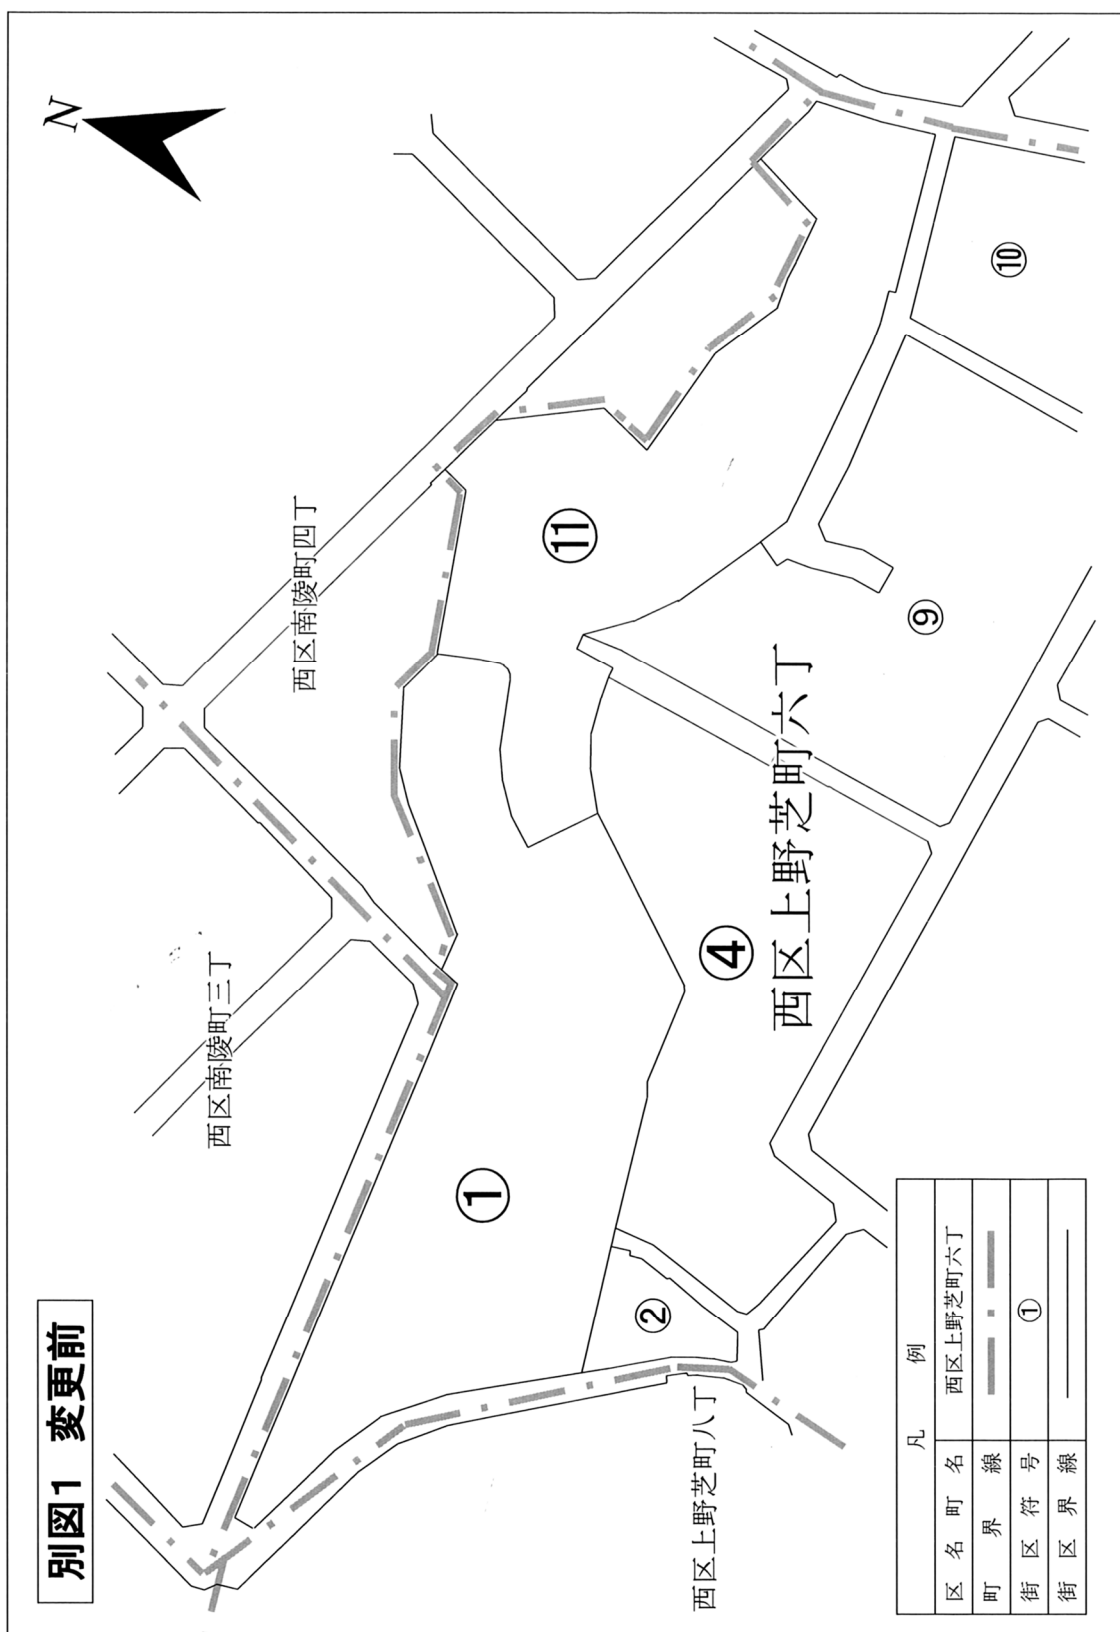 別図1 変更前
N
西区南陵町三丁
西区南陵町四丁
①
⑪
②
④
⑨
⑩
西区上野芝町六丁
西区上野芝町八丁
凡 例
区名町名 西区上野芝町六丁
町界線
街区符号 ①
街区界線